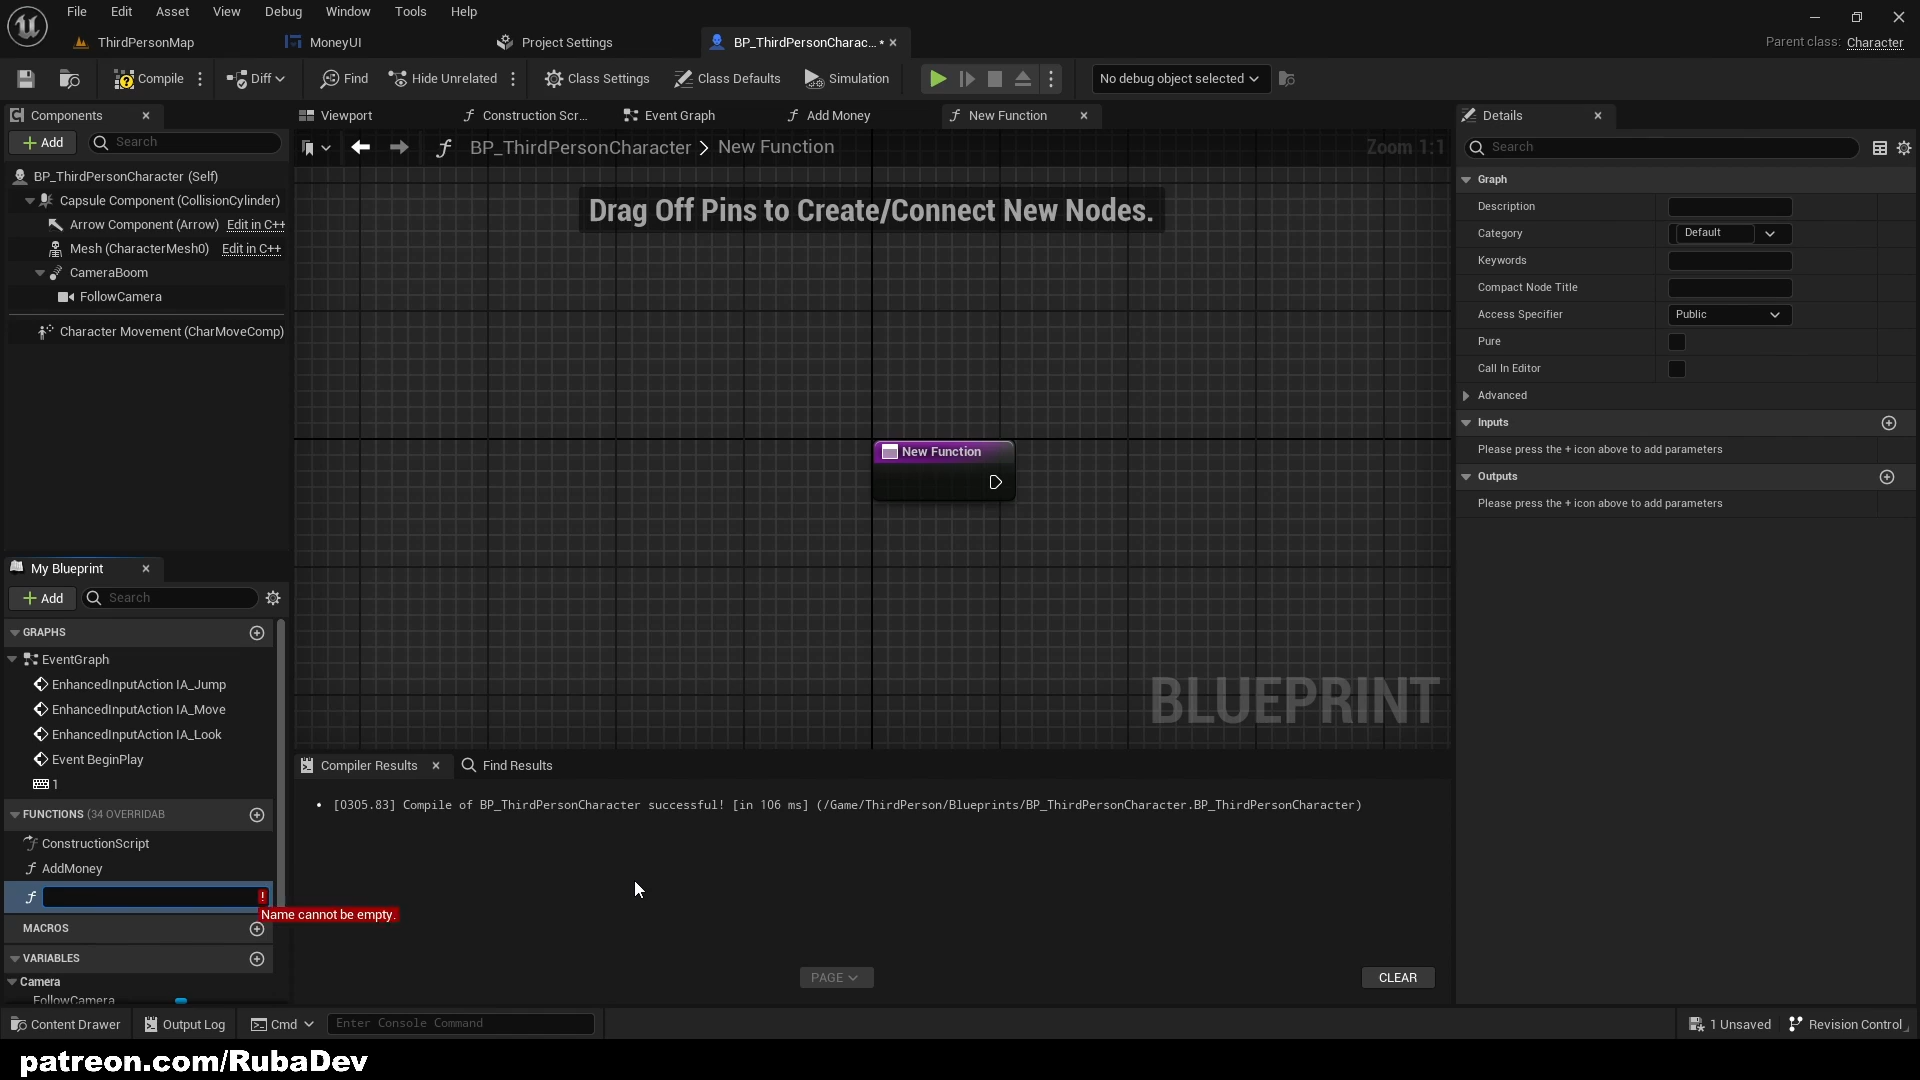 File Edit Asset View Debug Window Tools Help
ThirdPersonMap MoneyUI Project Settings BP_ThirdPersonCharac... • Parent class: Character
Compile Diff Find Hide Unrelated Class Settings Class Defaults Simulation No debug object selected
Components
Viewport Construction Scr... Event Graph Add Money New Function
Details
Add Search
BP_ThirdPersonCharacter > New Function
Zoom 1:1
Search
BP_ThirdPersonCharacter (Self)
Capsule Component (CollisionCylinder)
Arrow Component (Arrow) Edit in C++
Mesh (CharacterMesh0) Edit in C++
CameraBoom
FollowCamera
Character Movement (CharMoveComp)
Drag Off Pins to Create/Connect New Nodes.
New Function
BLUEPRINT
Graph
Description
Category Default
Keywords
Compact Node Title
Access Specifier Public
Pure
Call In Editor
Advanced
Inputs
Please press the + icon above to add parameters
Outputs
Please press the + icon above to add parameters
My Blueprint
Add Search
GRAPHS
EventGraph
EnhancedInputAction IA_Jump
EnhancedInputAction IA_Move
EnhancedInputAction IA_Look
Event BeginPlay
1
FUNCTIONS (34 OVERRIDAB
ConstructionScript
AddMoney
!
Name cannot be empty.
MACROS
VARIABLES
Camera
FollowCamera
Compiler Results Find Results
• [0305.83] Compile of BP_ThirdPersonCharacter successful! [in 106 ms] (/Game/ThirdPerson/Blueprints/BP_ThirdPersonCharacter.BP_ThirdPersonCharacter)
PAGE CLEAR
Content Drawer Output Log Cmd Enter Console Command 1 Unsaved Revision Control
patreon.com/RubaDev